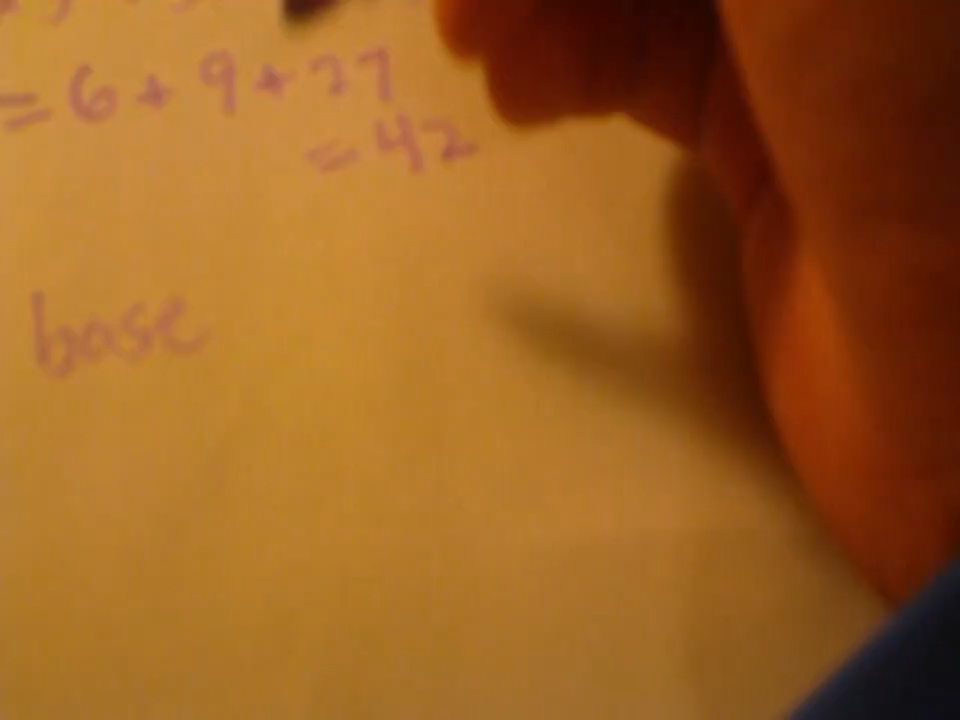 = 6 + 9 + 27
= 42
base